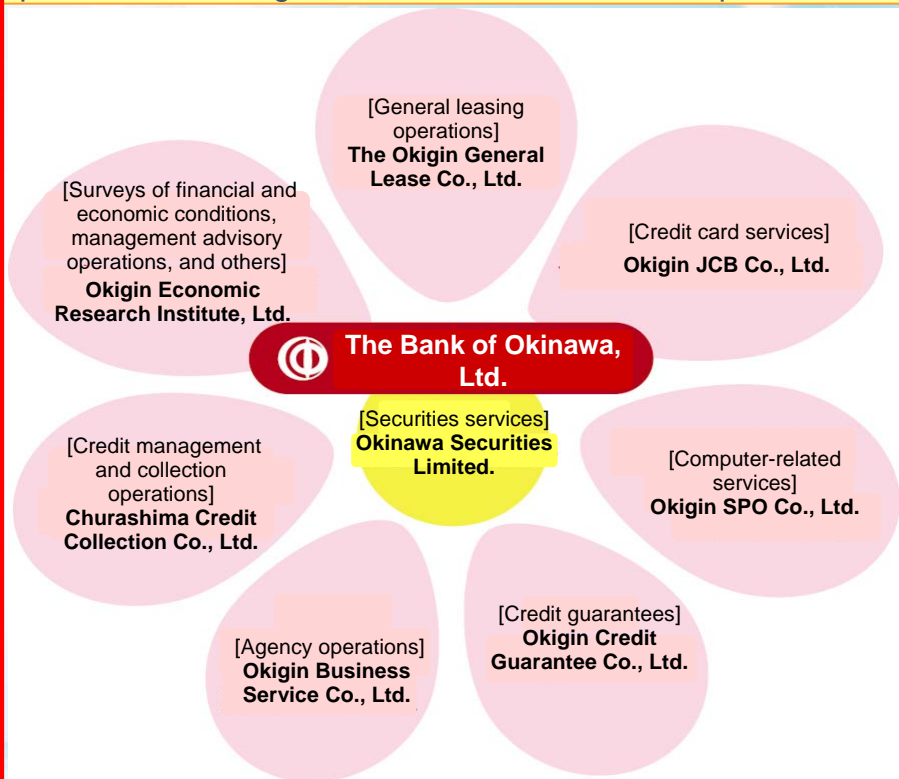 [General leasing
operations]
The Okigin General
Lease Co., Ltd.
[Surveys of financial and
economic conditions,
management advisory
operations, and others]
Okigin Economic
Research Institute, Ltd.
[Credit card services]
Okigin JCB Co., Ltd.
The Bank of Okinawa,
Ltd.
[Securities services]
Okinawa Securities
Limited.
[Credit management
and collection
operations]
Churashima Credit
Collection Co., Ltd.
[Computer-related
services]
Okigin SPO Co., Ltd.
[Agency operations]
Okigin Business
Service Co., Ltd.
[Credit guarantees]
Okigin Credit
Guarantee Co., Ltd.